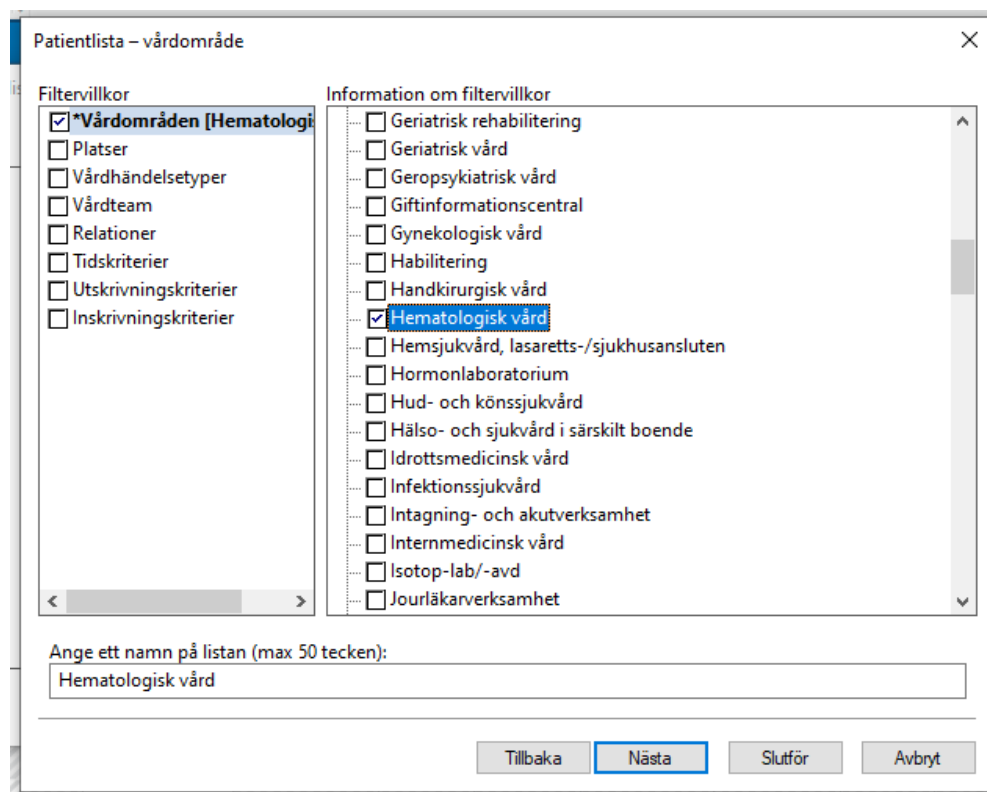 Patientlista – vårdområde
Filtervillkor
*Vårdområden [Hematologi
Platser
Vårdhändelsetyper
Vårdteam
Relationer
Tidskriterier
Utskrivningskriterier
Inskrivningskriterier
Information om filtervillkor
Geriatrisk rehabilitering
Geriatrisk vård
Geropsykiatrisk vård
Giftinformationscentral
Gynekologisk vård
Habilitering
Handkirurgisk vård
Hematologisk vård
Hemsjukvård, lasaretts-/sjukhusansluten
Hormonlaboratorium
Hud- och könssjukvård
Hälso- och sjukvård i särskilt boende
Idrottsmedicinsk vård
Infektionssjukvård
Intagning- och akutverksamhet
Internmedicinsk vård
Isotop-lab/-avd
Jourläkarverksamhet
Ange ett namn på listan (max 50 tecken):
Hematologisk vård
Tillbaka
Nästa
Slutför
Avbryt